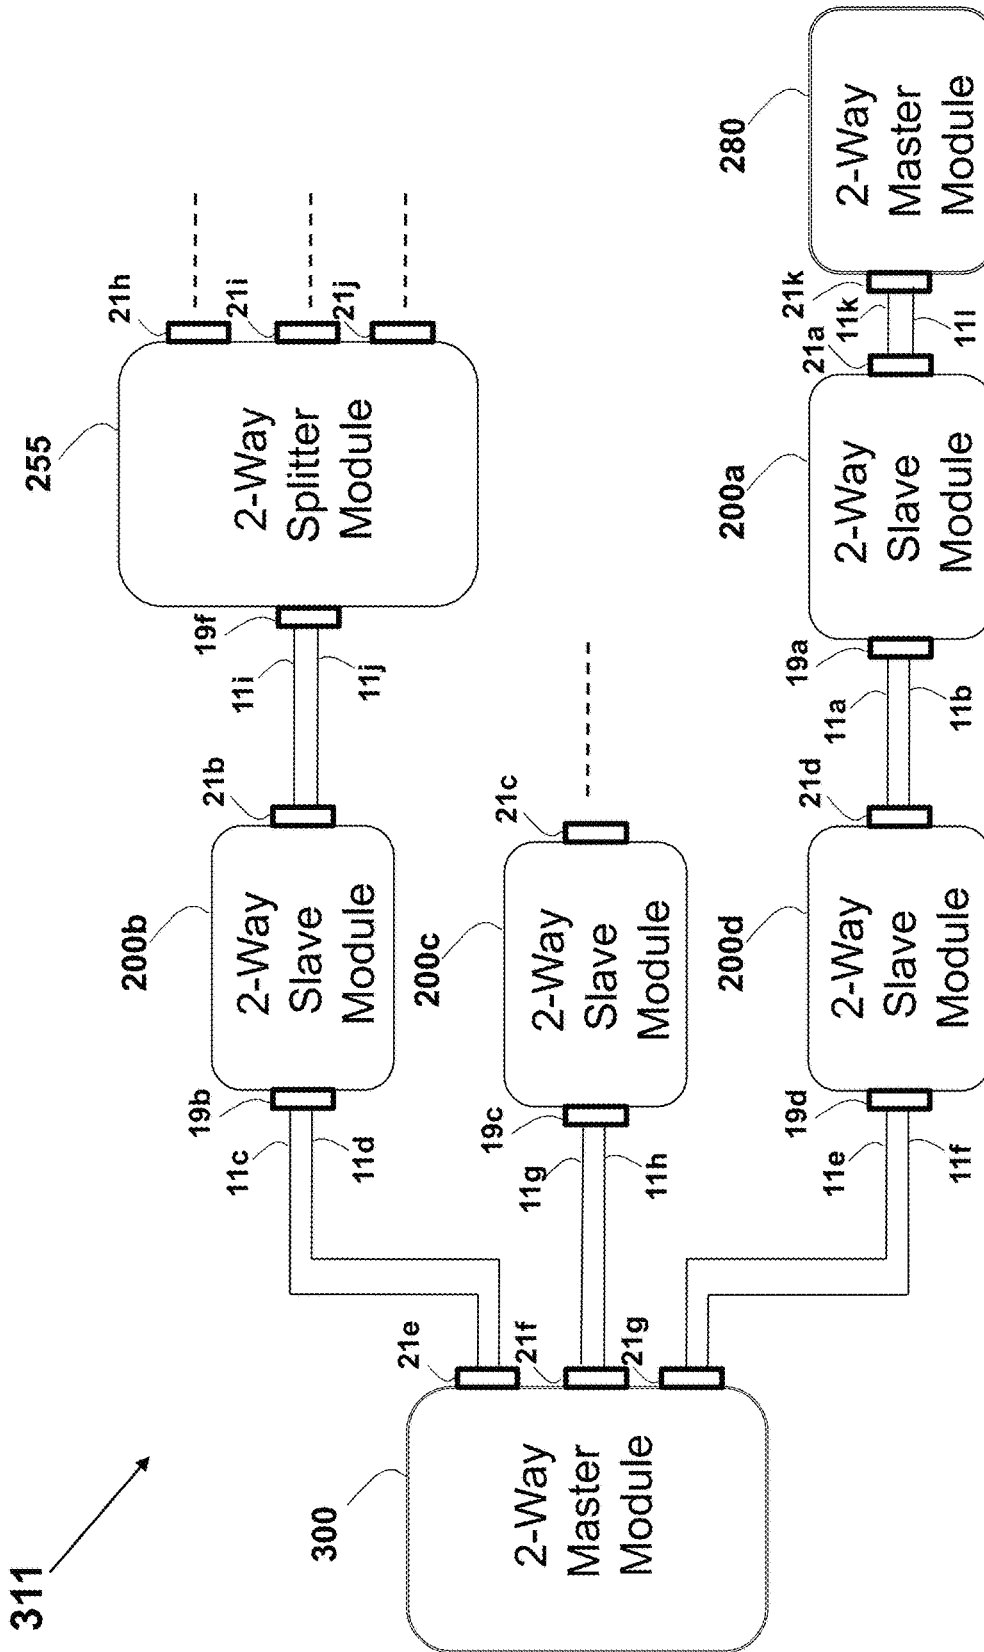 311
300
2-Way
Master
Module
21e
21f
21g
11c
11d
19b
200b
2-Way
Slave
Module
21b
11i
11j
19f
255
2-Way
Splitter
Module
21h
21i
21j
11g
11h
19c
200c
2-Way
Slave
Module
21c
11e
11f
19d
200d
2-Way
Slave
Module
21d
11a
11b
19a
200a
2-Way
Slave
Module
21a
11k
11l
21k
280
2-Way
Master
Module